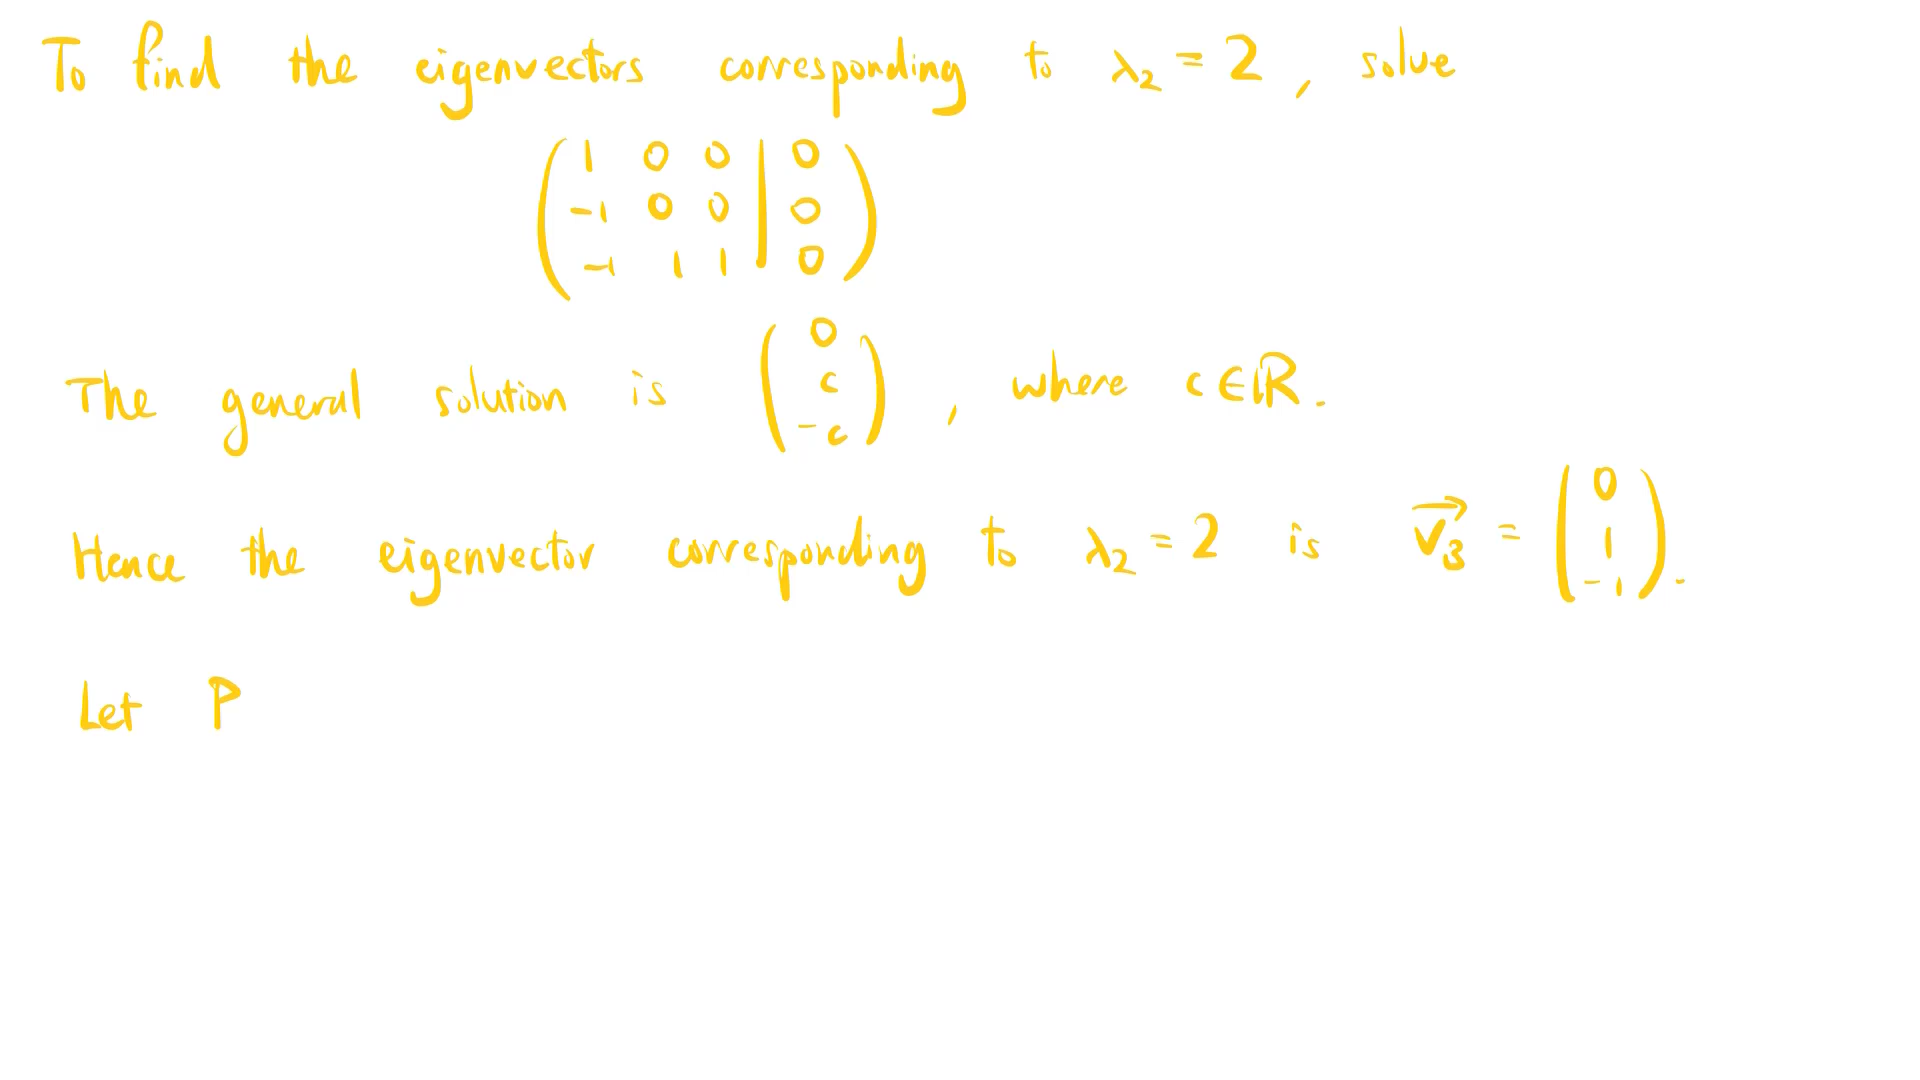 To find the eigenvectors corresponding to λ₂ = 2, solve
( 1 0 0 | 0
-1 0 0 | 0
-1 1 1 | 0 )
The general solution is ( 0 c -c ), where c ∈ ℝ.
Hence the eigenvector corresponding to λ₂ = 2 is v₃⃗ = ( 0 1 -1 ).
Let P